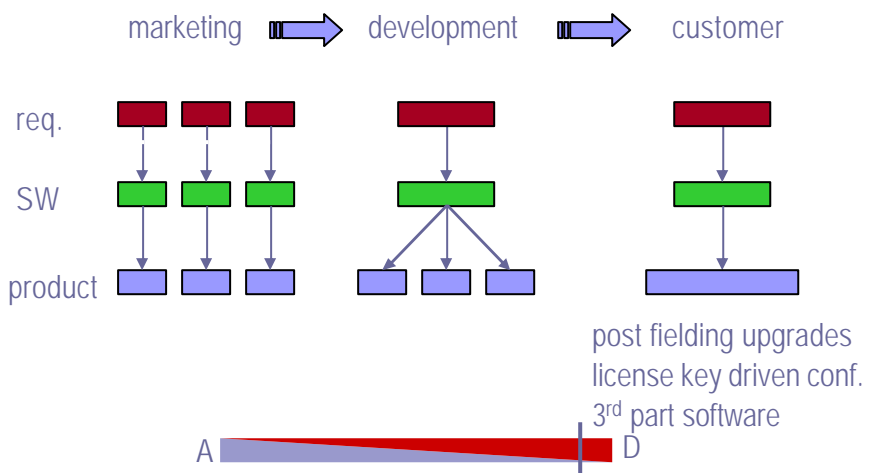 marketing development customer
req.
SW
product
post fielding upgrades
license key driven conf.
3rd part software
A D